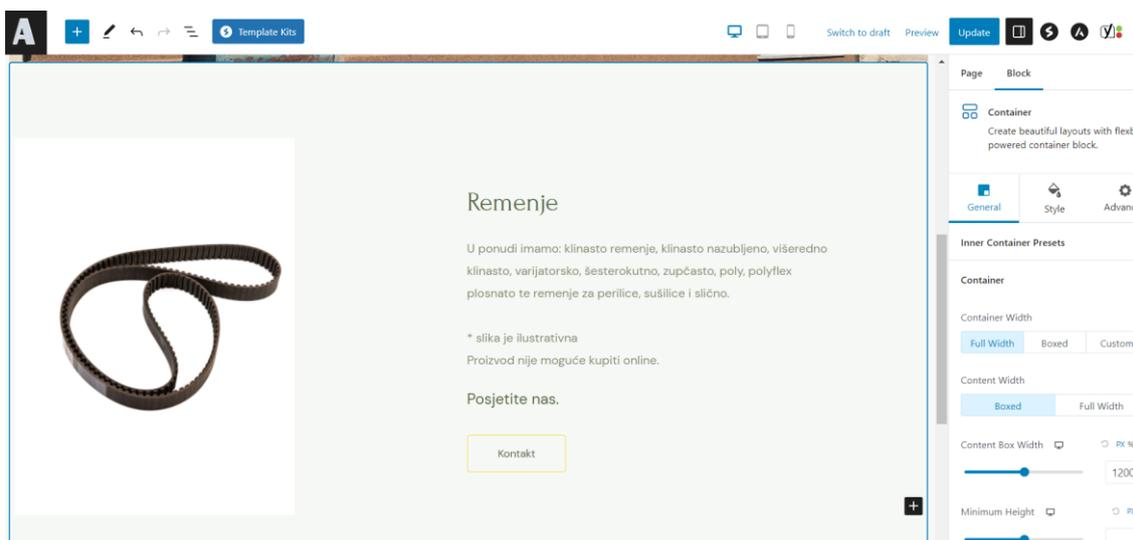 A
Template Kits
Switch to draft
Preview
Update
Page
Block
Container
Create beautiful layouts with
powered container block.
General
Style
Inner Container Presets
Container
Container Width
Full Width
Boxed
Custom
Content Width
Boxed
Full Width
Content Box Width
PX %
1200
Minimum Height
Remenje
U ponudi imamo: klinasto remenje, klinasto nazubljeno, višeredno
klinasto, varijatorsko, šesterokutno, zupčasto, poly, polyflex
plosnato te remenje za perilice, sušilice i slično.
* slika je ilustrativna
Proizvod nije moguće kupiti online.
Posjetite nas.
Kontakt